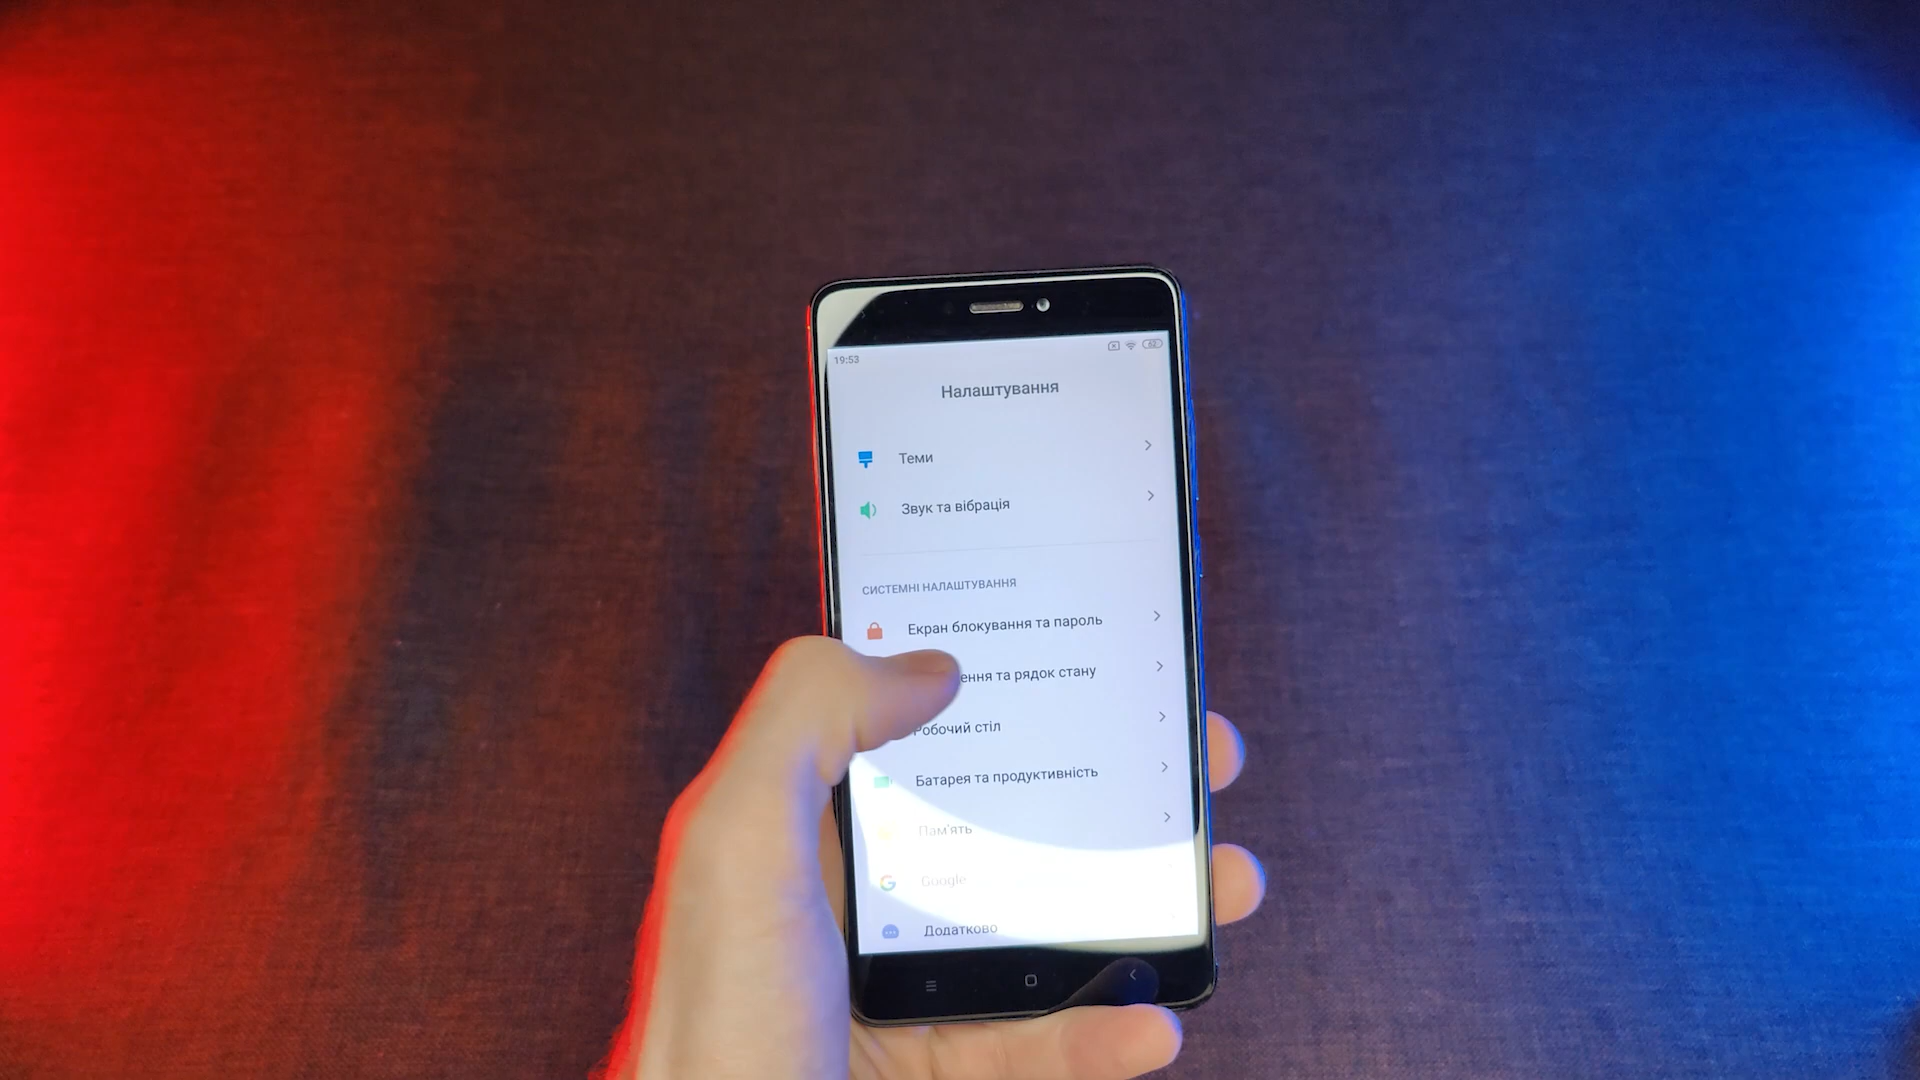 19:53
62
Налаштування
Теми
Звук та вібрація
СИСТЕМНІ НАЛАШТУВАННЯ
Екран блокування та пароль
та рядок стану
Робочий стіл
Батарея та продуктивність
Пам'ять
Google
Додатково